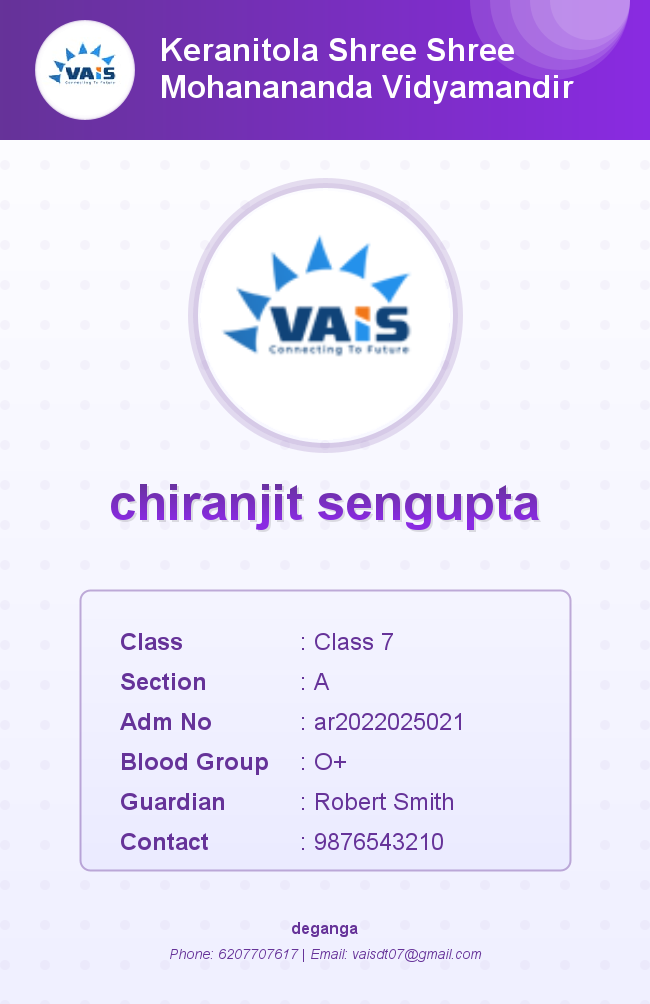 VAiS
Connecting To Future
Keranitola Shree Shree
Mohanananda Vidyamandir
VAiS
Connecting To Future
chiranjit sengupta
Class : Class 7
Section : A
Adm No : ar2022025021
Blood Group : O+
Guardian : Robert Smith
Contact : 9876543210
deganga
Phone: 6207707617 | Email: vaisdt07@gmail.com